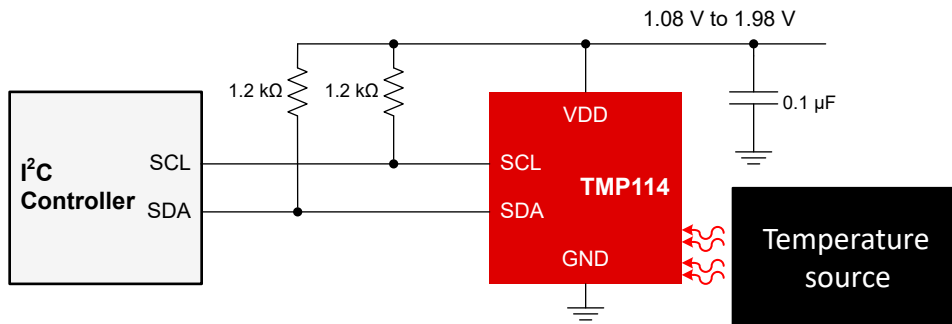 1.08 V to 1.98 V
1.2 kΩ
1.2 kΩ
0.1 µF
VDD
SCL
SCL
I²C
Controller
TMP114
SDA
SDA
GND
Temperature
source